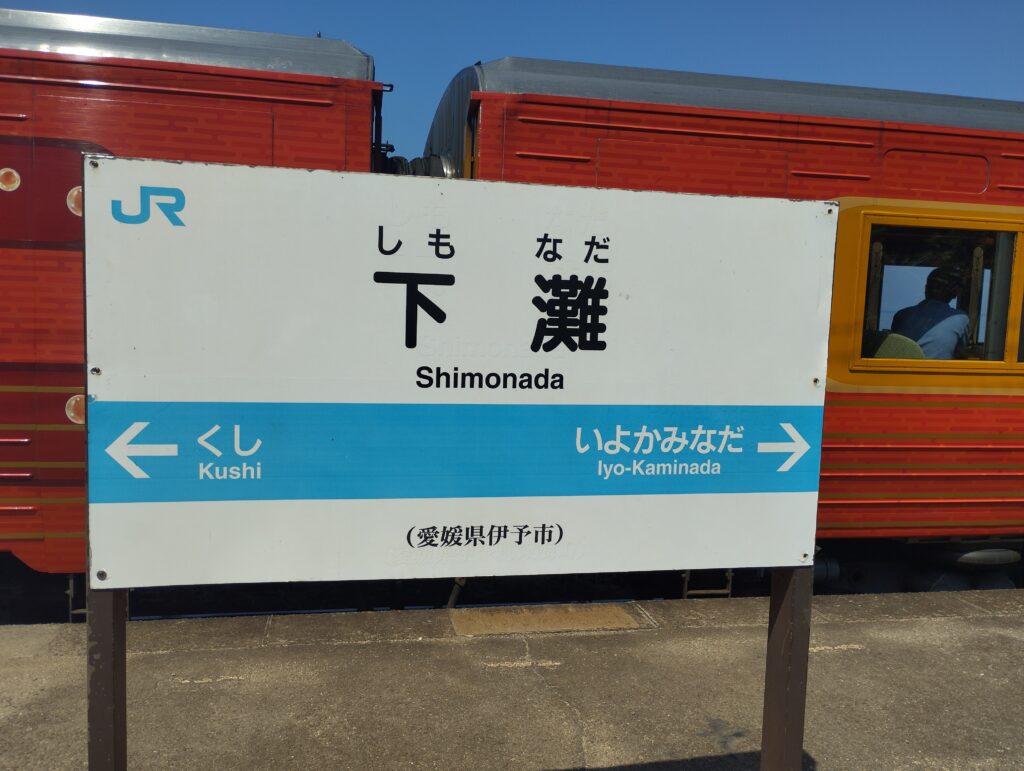 JR
しも なだ
下 灘
Shimonada
くし
Kushi
いよかみなだ
Iyo-Kaminada
(愛媛県伊予市)